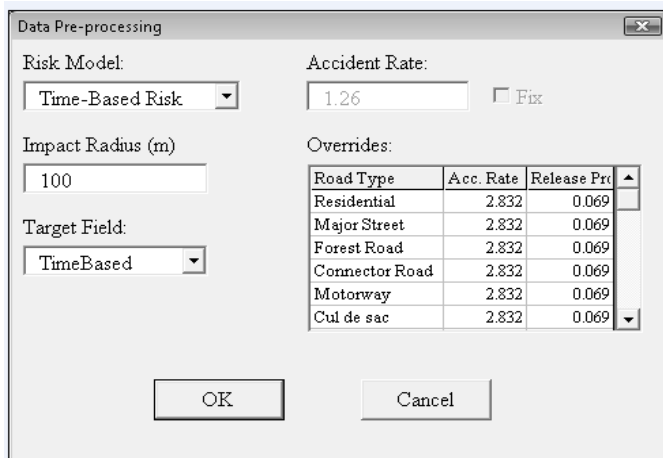 Data Pre-processing
Risk Model:
Time-Based Risk
Impact Radius (m)
100
Target Field:
TimeBased
Accident Rate:
1.26
Fix
Overrides:
Road Type Acc. Rate Release Pro
Residential 2.832 0.069
Major Street 2.832 0.069
Forest Road 2.832 0.069
Connector Road 2.832 0.069
Motorway 2.832 0.069
Cul de sac 2.832 0.069
OK
Cancel